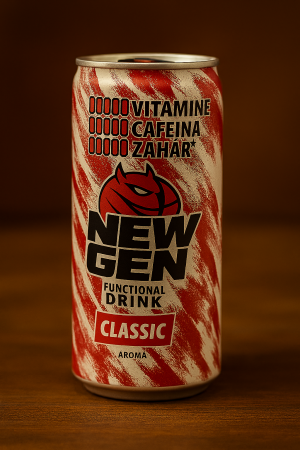 VITAMINE
CAFEINA
ZAHĂR*
NEW
GEN
FUNCTIONAL
DRINK
CLASSIC
AROMA